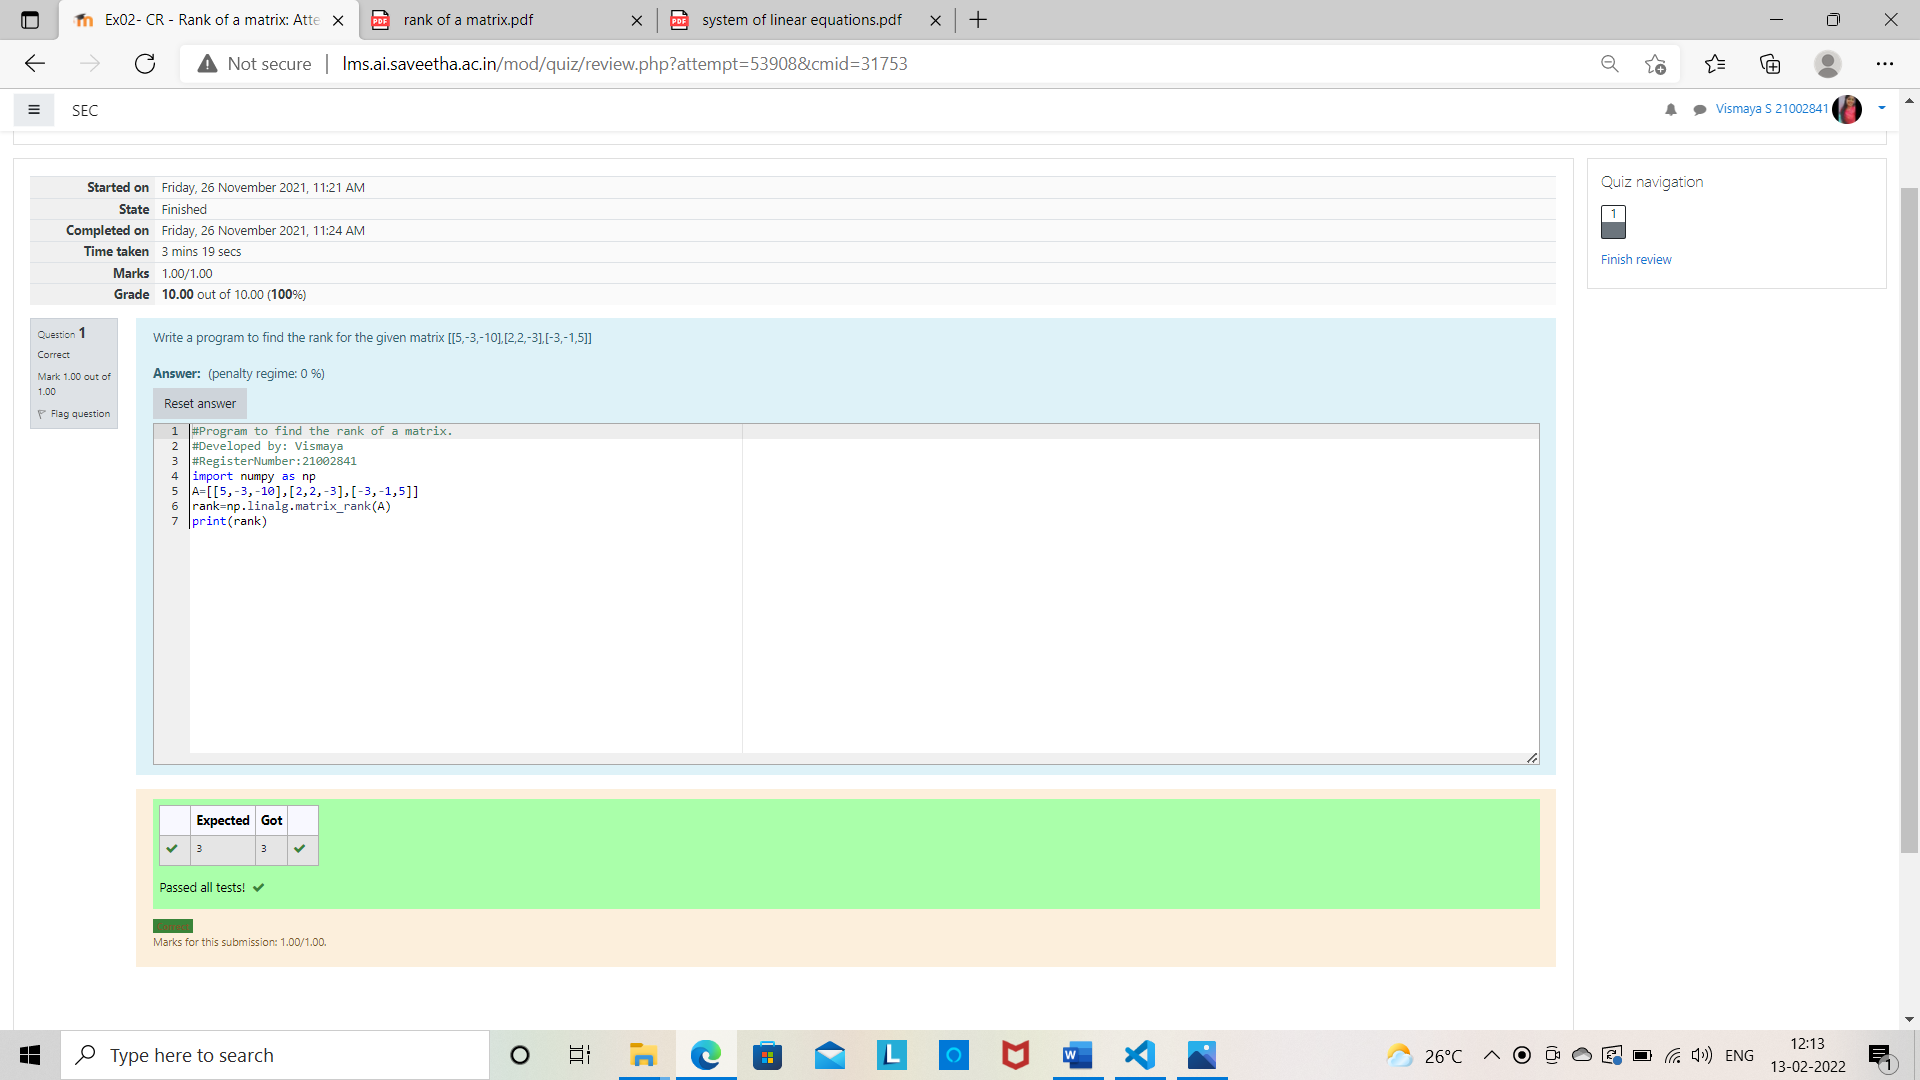 Ex02- CR - Rank of a matrix: Atte
rank of a matrix.pdf
system of linear equations.pdf
Not secure
lms.ai.saveetha.ac.in/mod/quiz/review.php?attempt=53908&cmid=31753
SEC
Vismaya S 21002841
Started on Friday, 26 November 2021, 11:21 AM
State Finished
Completed on Friday, 26 November 2021, 11:24 AM
Time taken 3 mins 19 secs
Marks 1.00/1.00
Grade 10.00 out of 10.00 (100%)
Quiz navigation
1
Finish review
Question 1
Correct
Mark 1.00 out of
1.00
Flag question
Write a program to find the rank for the given matrix [[5,-3,-10],[2,2,-3],[-3,-1,5]]
Answer: (penalty regime: 0 %)
Reset answer
1 #Program to find the rank of a matrix.
2 #Developed by: Vismaya
3 #RegisterNumber:21002841
4 import numpy as np
5 A=[[5,-3,-10],[2,2,-3],[-3,-1,5]]
6 rank=np.linalg.matrix_rank(A)
7 print(rank)
Expected Got
3 3
Passed all tests!
Marks for this submission: 1.00/1.00.
Type here to search
26°C
ENG
12:13
13-02-2022
1